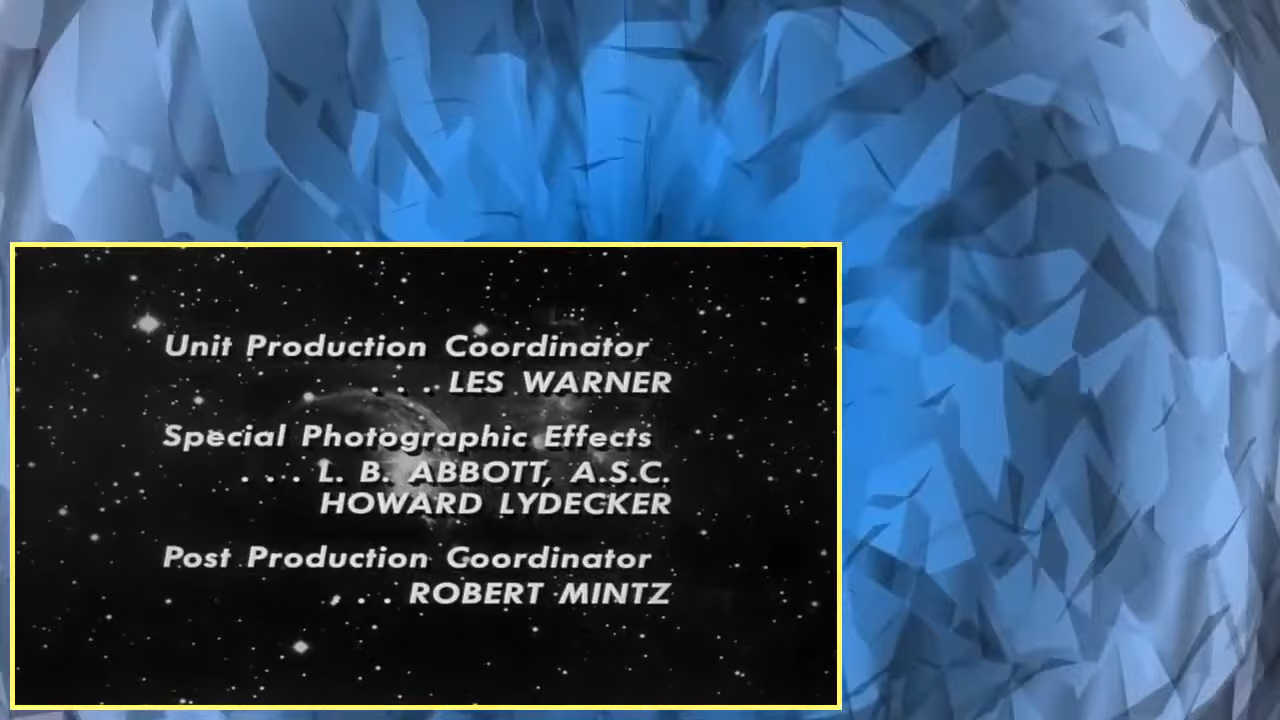 Unit Production Coordinator
. . . LES WARNER
Special Photographic Effects
. . . L. B. ABBOTT, A.S.C.
HOWARD LYDECKER
Post Production Coordinator
. . . ROBERT MINTZ